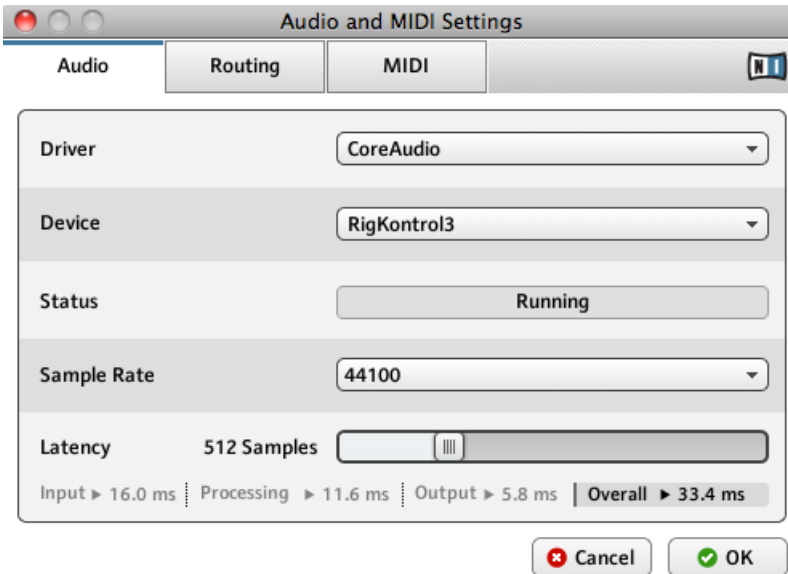 Audio and MIDI Settings
Audio Routing MIDI NI
Driver CoreAudio
Device RigKontrol3
Status Running
Sample Rate 44100
Latency 512 Samples
Input ▸ 16.0 ms Processing ▸ 11.6 ms Output ▸ 5.8 ms Overall ▸ 33.4 ms
Cancel OK